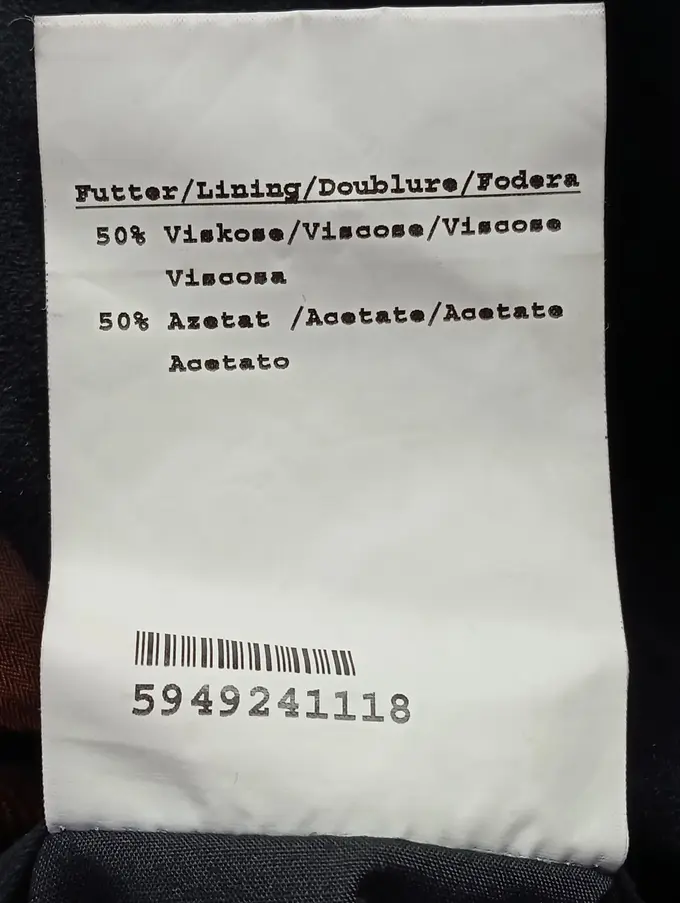 Futter/Lining/Doublure/Fodera
50% Viskose/Viscose/Viscose
Viscosa
50% Azetat /Acetate/Acetate
Acetato
5949241118